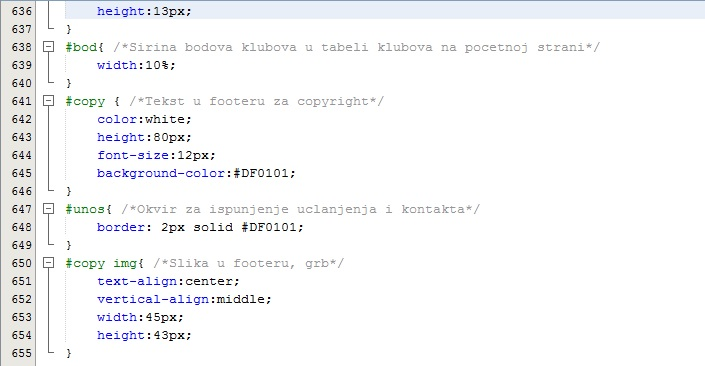 636 height:13px;
637 }
638 #bod{ /*Sirina bodova klubova u tabeli klubova na pocetnoj strani*/
639 width:10%;
640 }
641 #copy { /*Tekst u footeru za copyright*/
642 color:white;
643 height:80px;
644 font-size:12px;
645 background-color:#DF0101;
646 }
647 #unos{ /*Okvir za ispunjenje uclanjenja i kontakta*/
648 border: 2px solid #DF0101;
649 }
650 #copy img{ /*Slika u footeru, grb*/
651 text-align:center;
652 vertical-align:middle;
653 width:45px;
654 height:43px;
655 }